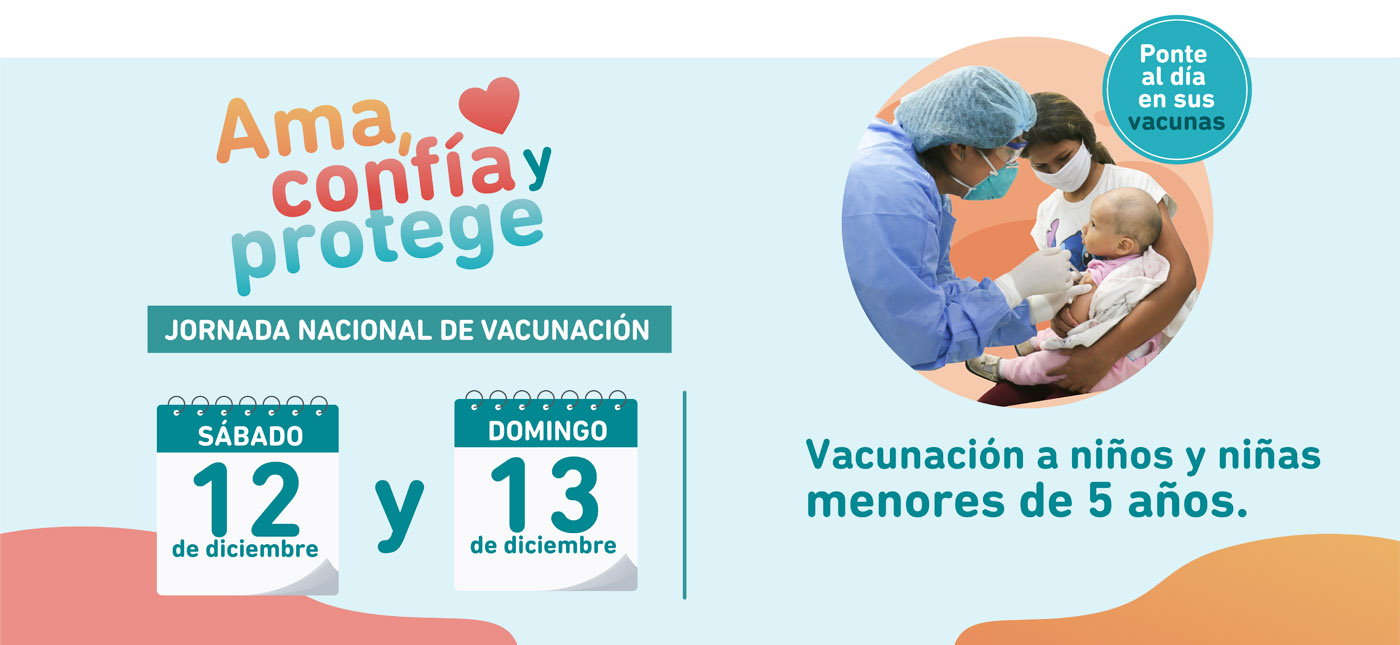 Ama,
confía y
protege
JORNADA NACIONAL DE VACUNACIÓN
SÁBADO
12
de diciembre
y
DOMINGO
13
de diciembre
Ponte
al día
en sus
vacunas
Vacunación a niños y niñas
menores de 5 años.